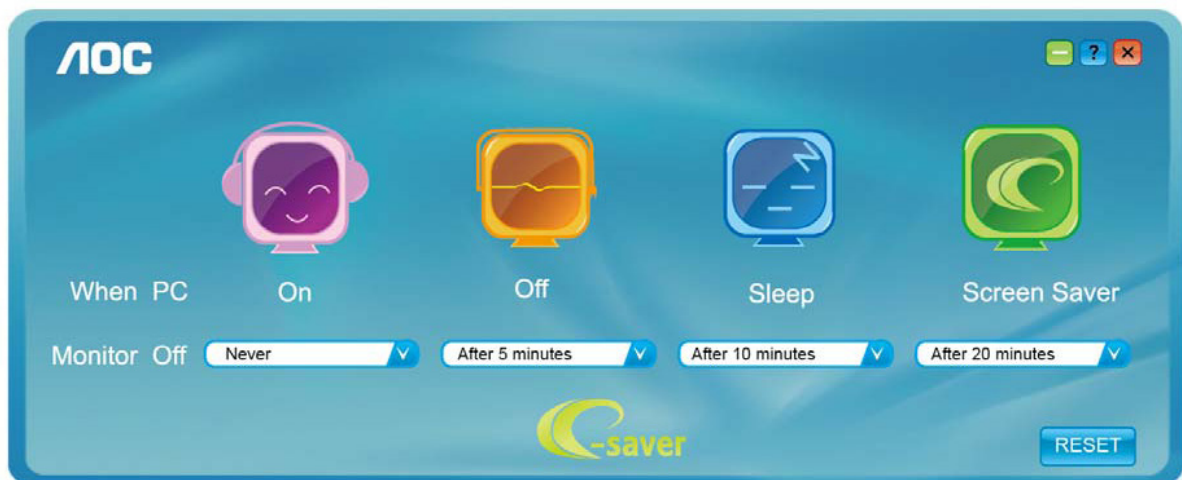 AOC
?
When PC On Off Sleep Screen Saver
Monitor Off Never After 5 minutes After 10 minutes After 20 minutes
e-saver
RESET